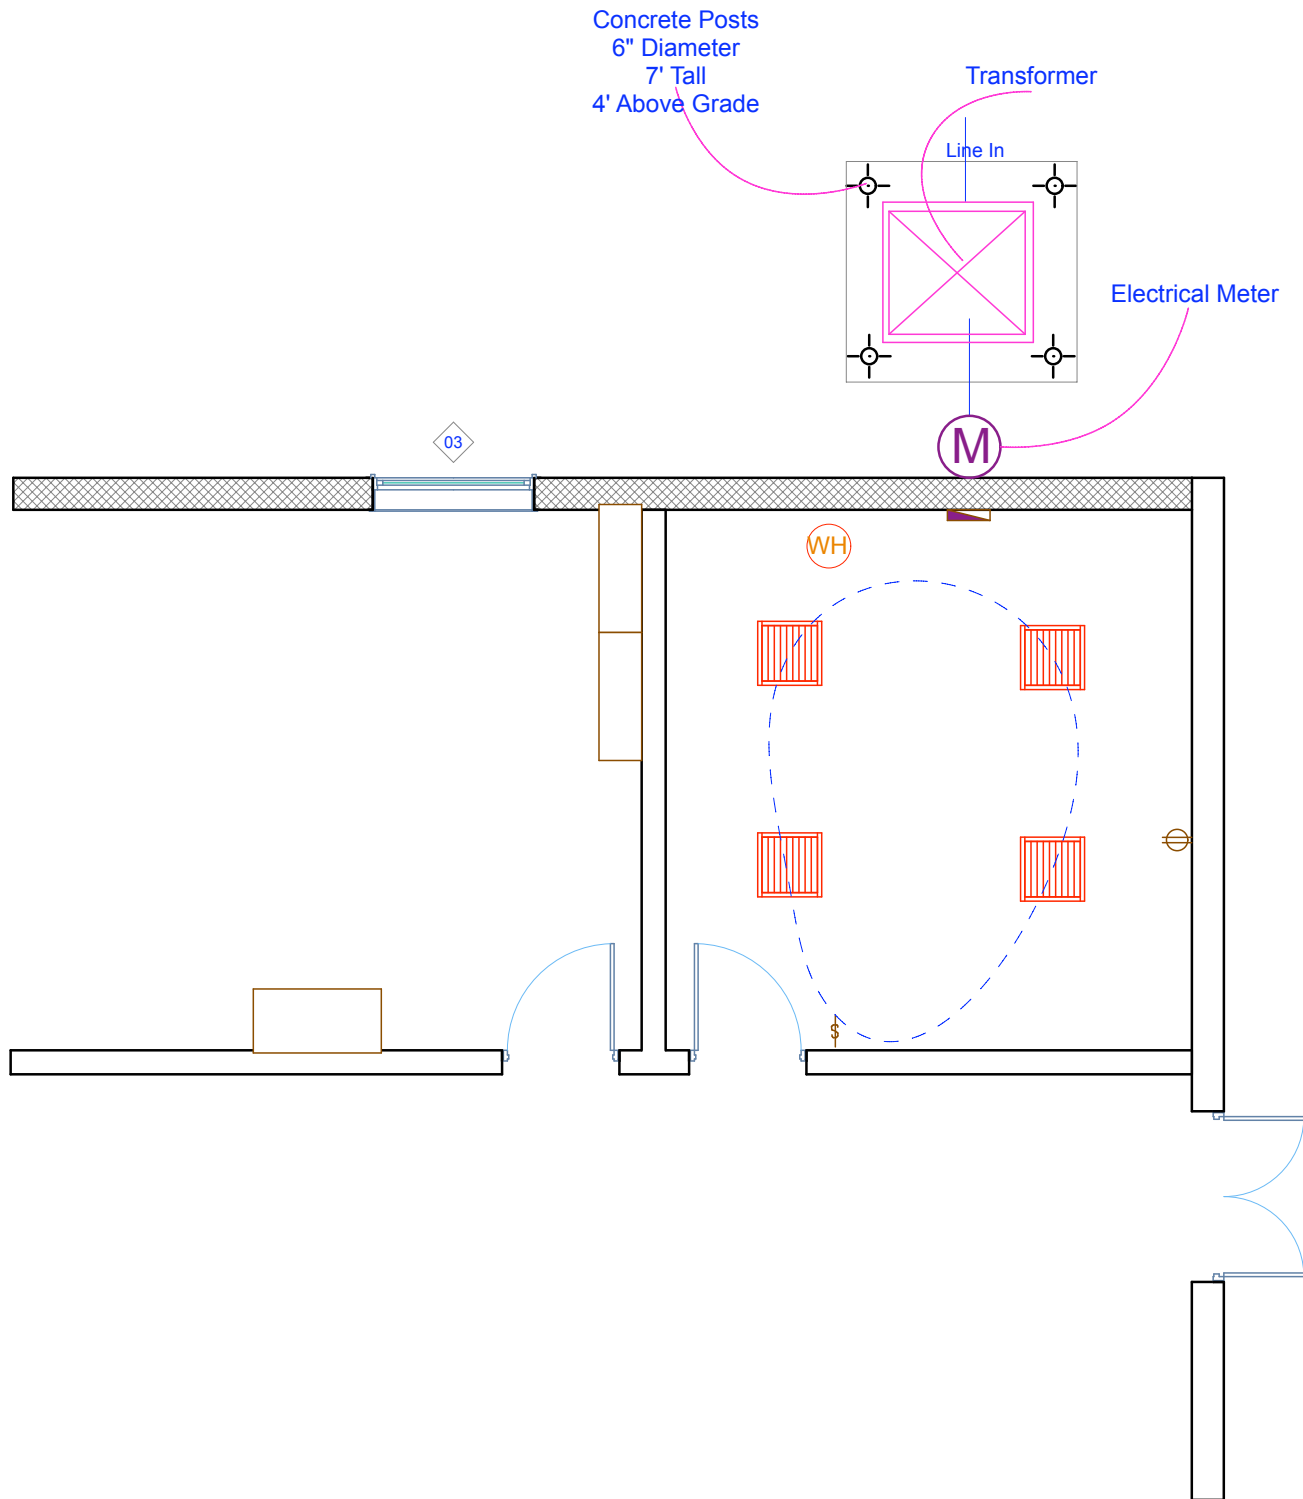 Concrete Posts
6" Diameter
7' Tall
4' Above Grade
Transformer
Line In
Electrical Meter
M
03
WH
$